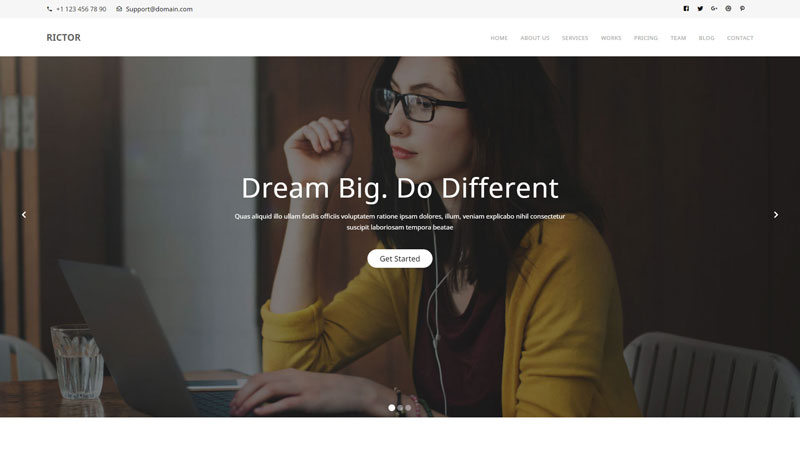 +1 123 456 78 90 Support@domain.com
RICTOR HOME ABOUT US SERVICES WORKS PRICING TEAM BLOG CONTACT
Dream Big. Do Different
Quas aliquid illo ullam facilis officiis voluptatem ratione ipsam dolores, illum, veniam explicabo nihil consectetur
suscipit laboriosam tempora beatae
Get Started